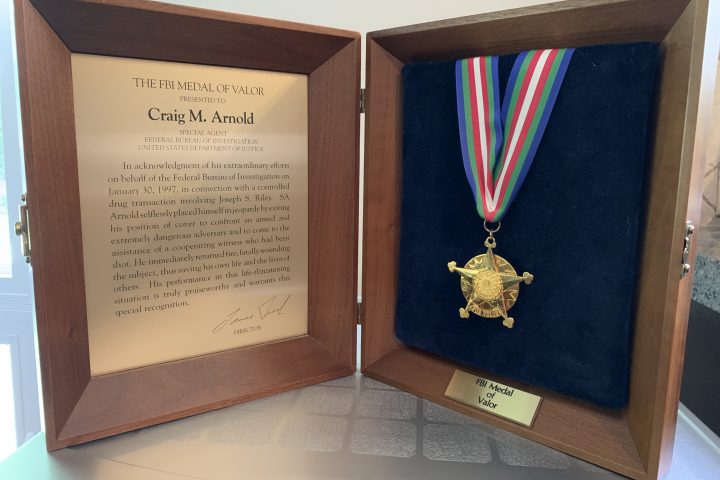 THE FBI MEDAL OF VALOR
PRESENTED TO
Craig M. Arnold
SPECIAL AGENT
FEDERAL BUREAU OF INVESTIGATION
UNITED STATES DEPARTMENT OF JUSTICE
In acknowledgment of his extraordinary efforts
on behalf of the Federal Bureau of Investigation on
January 30, 1997, in connection with a controlled
drug transaction involving Joseph S. Riley. SA
Arnold selflessly placed himself in jeopardy by exiting
his position of cover to confront an armed and
extremely dangerous adversary and to come to the
assistance of a cooperating witness who had been
shot. He immediately returned fire, fatally wounding
the subject, thus saving his own life and the lives of
others. His performance in this life-threatening
situation is truly praiseworthy and warrants this
special recognition.
DIRECTOR
FBI Medal
of
Valor